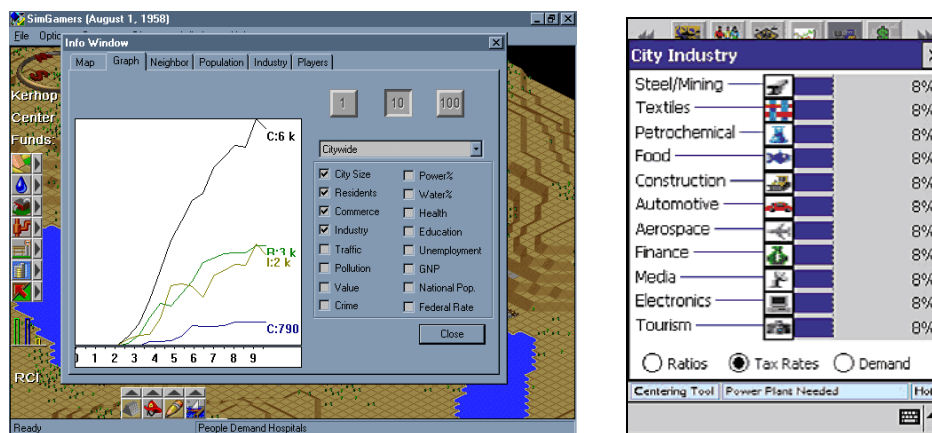 SimGamers (August 1, 1958)
File
Info Window
Map Graph Neighbor Population Industry Players
Center
Funds:
1 10 100
Citywide
C:6 k
R:3 k
I:2 k
C:790
0 1 2 3 4 5 6 7 8 9
City Size
Residents
Commerce
Industry
Traffic
Pollution
Value
Crime
Power%
Water%
Health
Education
Unemployment
GNP
National Pop.
Federal Rate
Close
RCI
Ready People Demand Hospitals
City Industry
Steel/Mining 8%
Textiles 8%
Petrochemical 8%
Food 8%
Construction 8%
Automotive 8%
Aerospace 8%
Finance 8%
Media 8%
Electronics 8%
Tourism 8%
Ratios Tax Rates Demand
Centering Tool Power Plant Needed